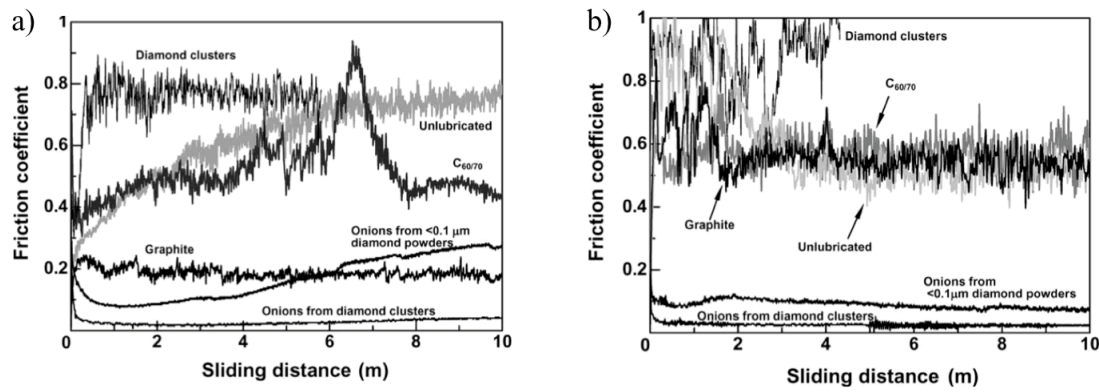 a)
Friction coefficient
1
0.8
0.6
0.4
0.2
0
2
4
6
8
10
Sliding distance (m)
Diamond clusters
Unlubricated
C60/70
Graphite
Onions from <0.1 μm
diamond powders
Onions from diamond clusters
b)
Friction coefficient
1
0.8
0.6
0.4
0.2
0
2
4
6
8
10
Sliding distance (m)
Diamond clusters
C60/70
Graphite
Unlubricated
Onions from
<0.1μm diamond powders
Onions from diamond clusters